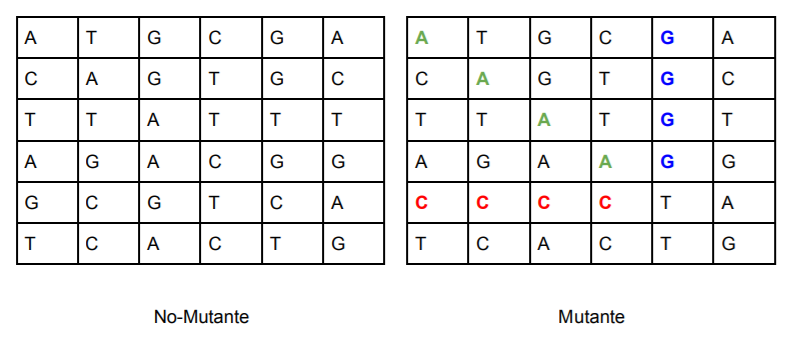 A T G C G A
C A G T G C
T T A T T T
A G A C G G
G C G T C A
T C A C T G
No-Mutante
A T G C G A
C A G T G C
T T A T G T
A G A A G G
C C C C T A
T C A C T G
Mutante